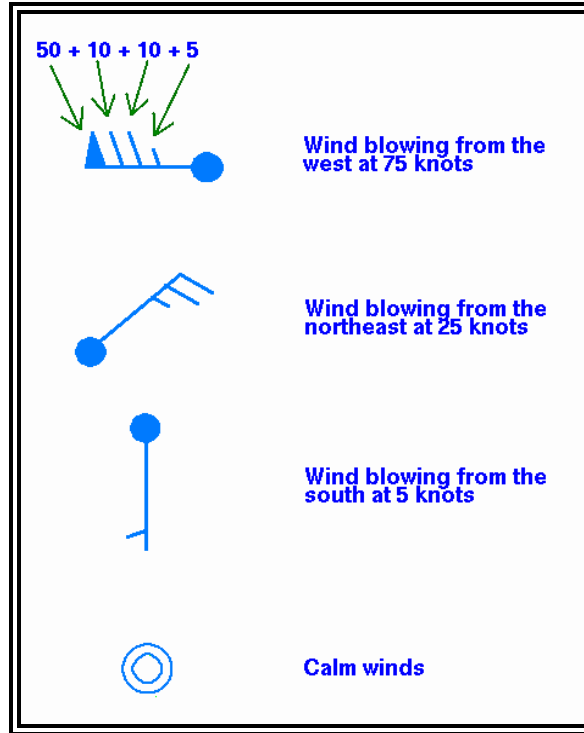 50 + 10 + 10 + 5
Wind blowing from the
west at 75 knots
Wind blowing from the
northeast at 25 knots
Wind blowing from the
south at 5 knots
Calm winds